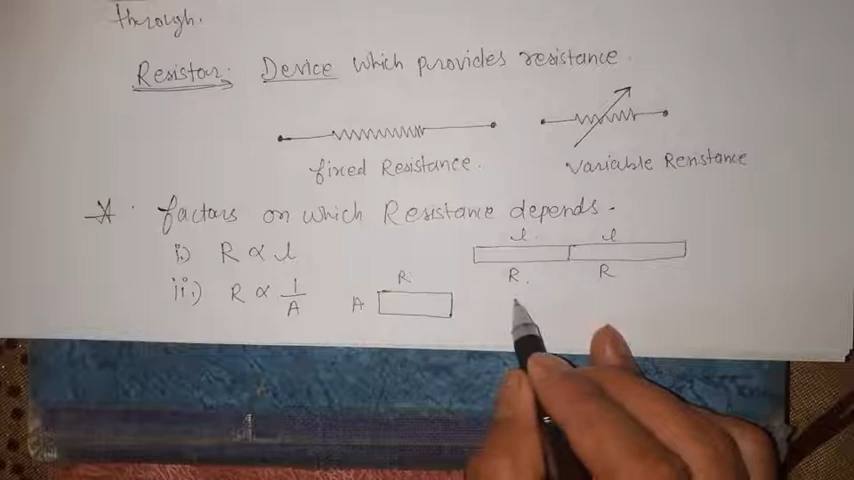 through.
Resistor. Device which provides resistance.
fixed Resistance.
Variable Resistance
* factors on which Resistance depends.
i) R ∝ l
l l
R. R
ii) R ∝ 1/A
A R